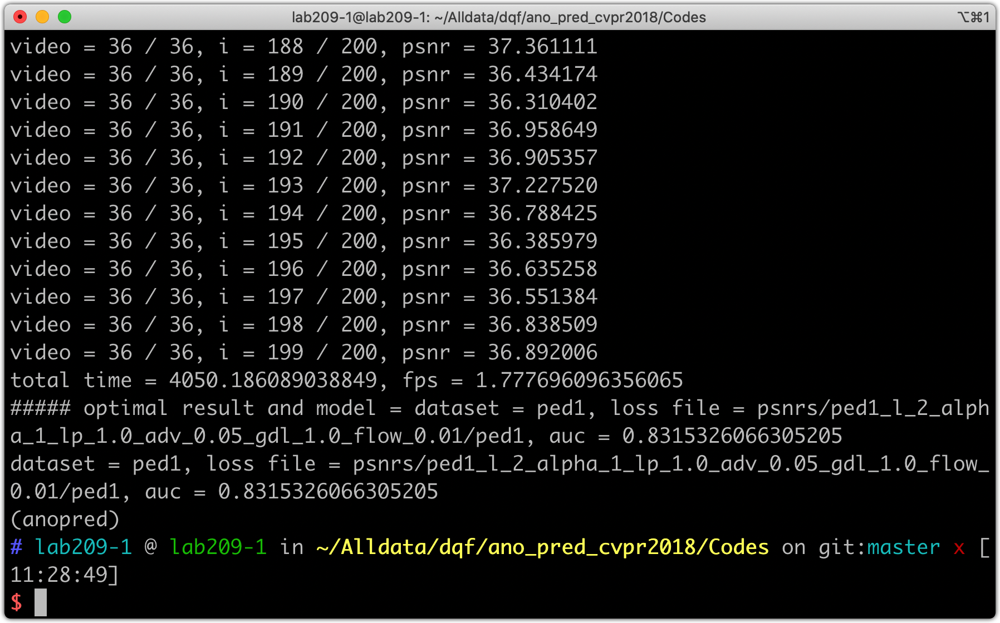 lab209-1@lab209-1: ~/Alldata/dqf/ano_pred_cvpr2018/Codes
⌥⌘1
video = 36 / 36, i = 188 / 200, psnr = 37.361111
video = 36 / 36, i = 189 / 200, psnr = 36.434174
video = 36 / 36, i = 190 / 200, psnr = 36.310402
video = 36 / 36, i = 191 / 200, psnr = 36.958649
video = 36 / 36, i = 192 / 200, psnr = 36.905357
video = 36 / 36, i = 193 / 200, psnr = 37.227520
video = 36 / 36, i = 194 / 200, psnr = 36.788425
video = 36 / 36, i = 195 / 200, psnr = 36.385979
video = 36 / 36, i = 196 / 200, psnr = 36.635258
video = 36 / 36, i = 197 / 200, psnr = 36.551384
video = 36 / 36, i = 198 / 200, psnr = 36.838509
video = 36 / 36, i = 199 / 200, psnr = 36.892006
total time = 4050.186089038849, fps = 1.777696096356065
##### optimal result and model = dataset = ped1, loss file = psnrs/ped1_l_2_alph
a_1_lp_1.0_adv_0.05_gdl_1.0_flow_0.01/ped1, auc = 0.8315326066305205
dataset = ped1, loss file = psnrs/ped1_l_2_alpha_1_lp_1.0_adv_0.05_gdl_1.0_flow_
0.01/ped1, auc = 0.8315326066305205
(anopred)
# lab209-1 @ lab209-1 in ~/Alldata/dqf/ano_pred_cvpr2018/Codes on git:master x [
11:28:49]
$